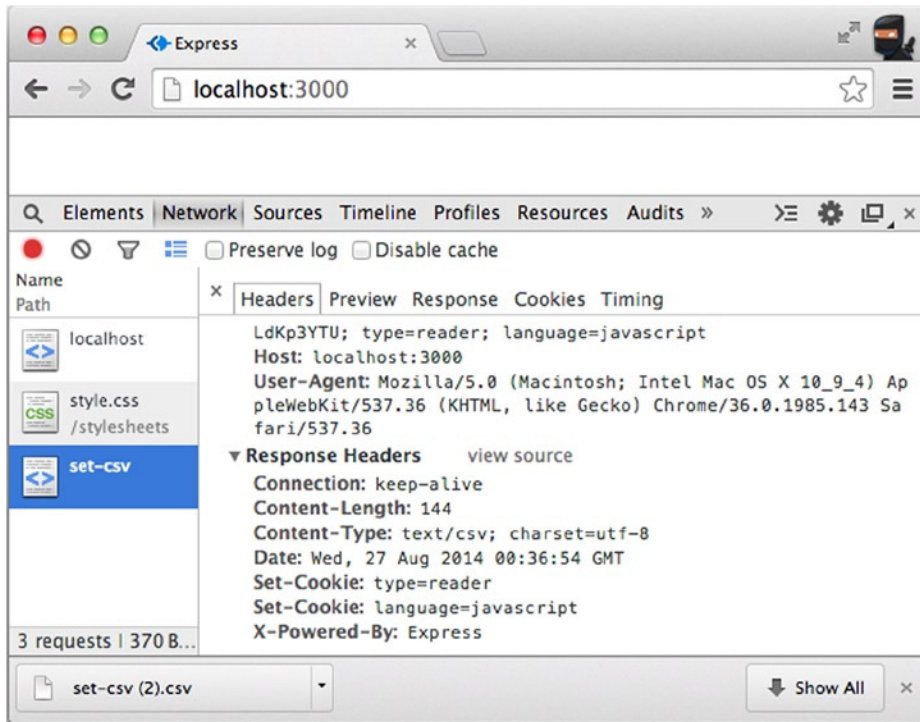 Express
localhost:3000
Elements Network Sources Timeline Profiles Resources Audits »
Preserve log Disable cache
Name
Path
localhost
style.css
/stylesheets
set-csv
3 requests | 370 B...
× Headers Preview Response Cookies Timing
LdKp3YTU; type=reader; language=javascript
Host: localhost:3000
User-Agent: Mozilla/5.0 (Macintosh; Intel Mac OS X 10_9_4) Ap
pleWebKit/537.36 (KHTML, like Gecko) Chrome/36.0.1985.143 Sa
fari/537.36
▼ Response Headers view source
Connection: keep-alive
Content-Length: 144
Content-Type: text/csv; charset=utf-8
Date: Wed, 27 Aug 2014 00:36:54 GMT
Set-Cookie: type=reader
Set-Cookie: language=javascript
X-Powered-By: Express
set-csv (2).csv
Show All